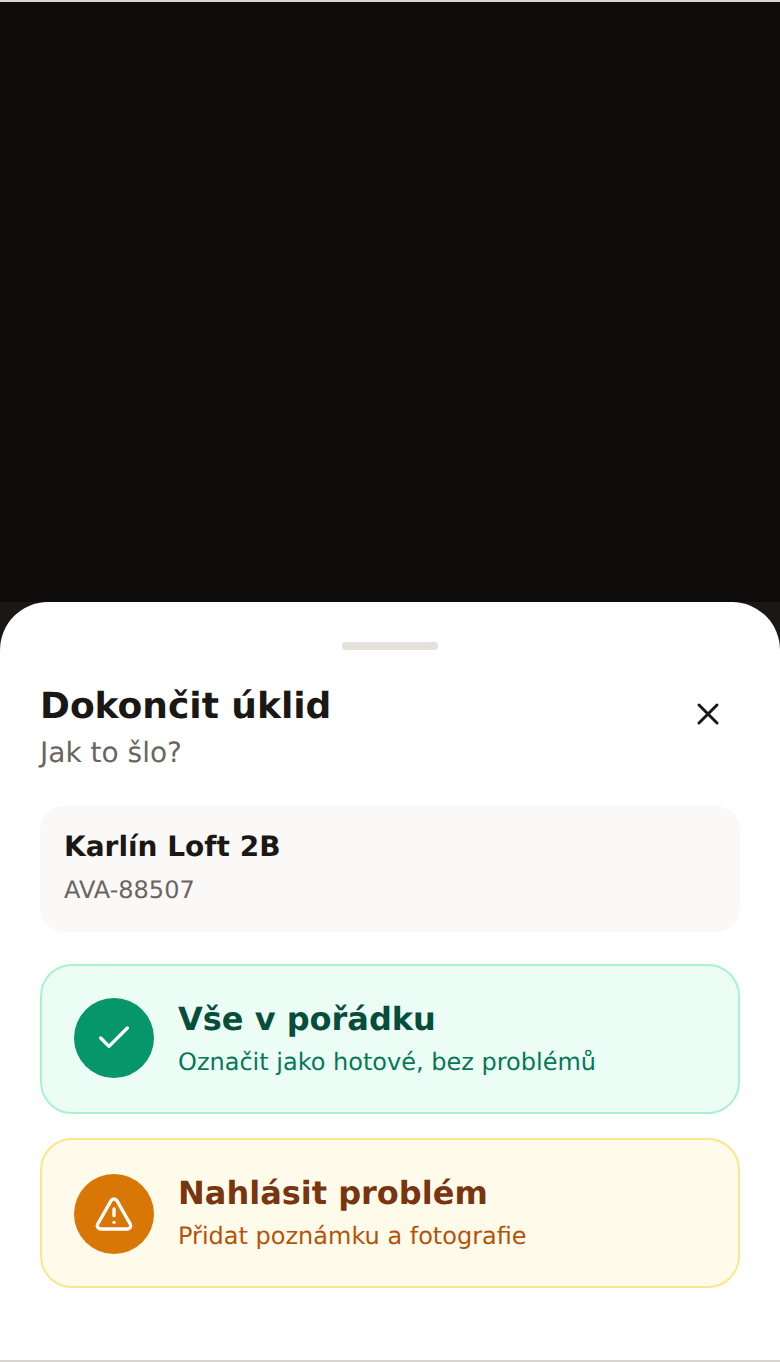 Dokončit úklid
Jak to šlo?
Karlín Loft 2B
AVA-88507
Vše v pořádku
Označit jako hotové, bez problémů
Nahlásit problém
Přidat poznámku a fotografie